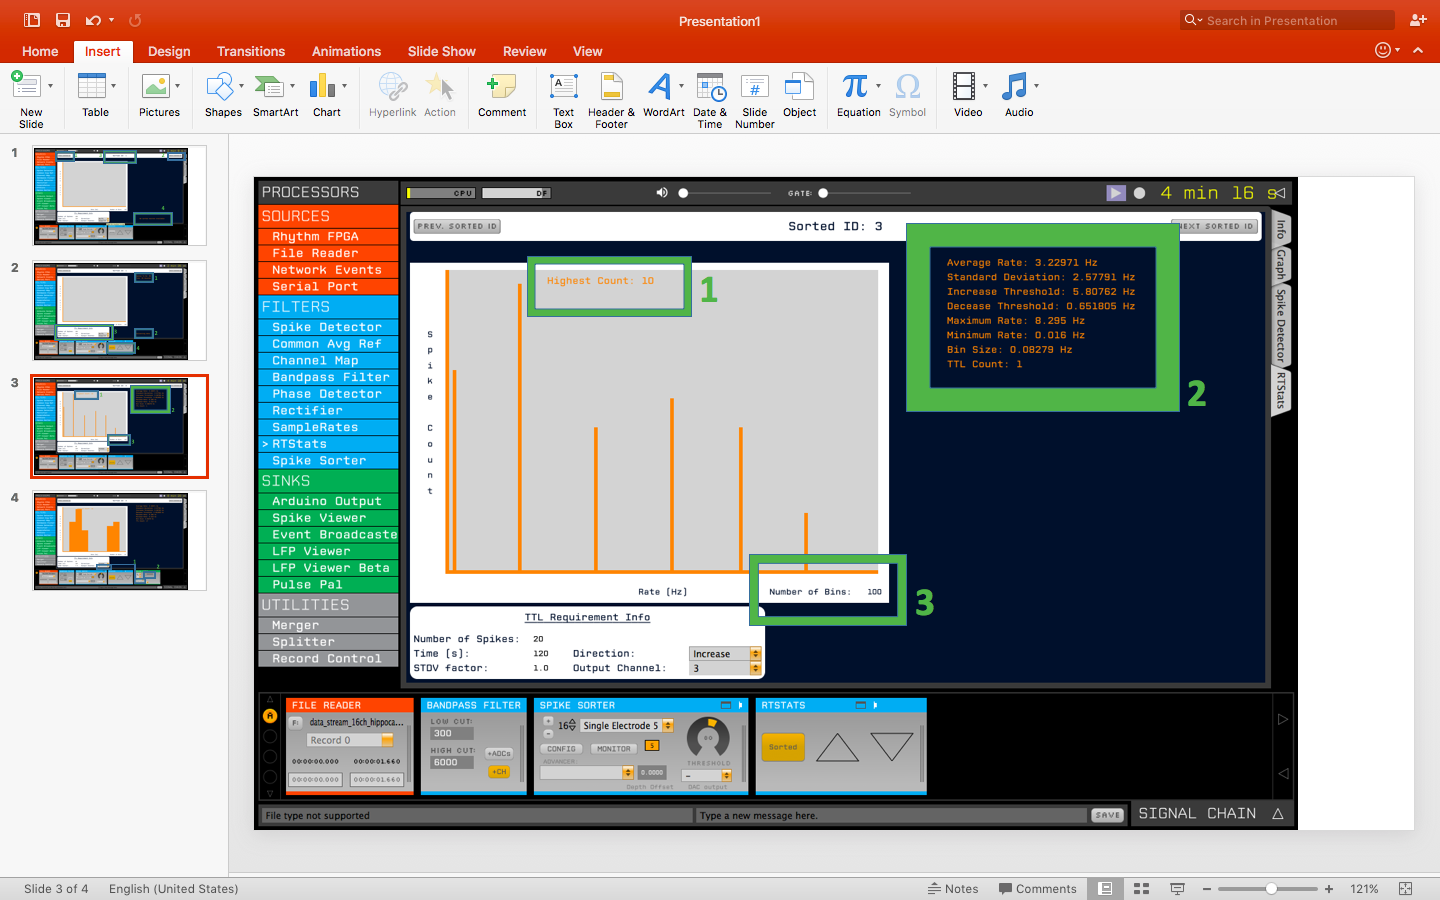 Presentation1
Search in Presentation
Home
Insert
Design
Transitions
Animations
Slide Show
Review
View
New Slide
Table
Pictures
Shapes
SmartArt
Chart
Hyperlink
Action
Comment
Text Box
Header & Footer
WordArt
Date & Time
Slide Number
Object
Equation
Symbol
Video
Audio
1
2
3
4
PROCESSORS
SOURCES
Rhythm FPGA
File Reader
Network Events
Serial Port
FILTERS
Spike Detector
Common Avg Ref
Channel Map
Bandpass Filter
Phase Detector
Rectifier
SampleRates
> RTStats
Spike Sorter
SINKS
Arduino Output
Spike Viewer
Event Broadcaste
LFP Viewer
LFP Viewer Beta
Pulse Pal
UTILITIES
Merger
Splitter
Record Control
CPU
DF
GATE:
4 min 16 s
PREV. SORTED ID
Sorted ID: 3
NEXT SORTED ID
Info
Graph
Spike Detector
RTStats
Highest Count: 10
1
Spike Count
Rate [Hz]
Number of Bins: 100
3
Average Rate: 3.22971 Hz
Standard Deviation: 2.57791 Hz
Increase Threshold: 5.80762 Hz
Decease Threshold: 0.651805 Hz
Maximum Rate: 8.295 Hz
Minimum Rate: 0.016 Hz
Bin Size: 0.08279 Hz
TTL Count: 1
2
TTL Requirement Info
Number of Spikes: 20
Time [s]: 120 Direction: Increase
STDV factor: 1.0 Output Channel: 3
FILE READER
F:
data_stream_16ch_hippoca...
Record 0
00:00:00.000 00:00:01.660
00:00:00.000 00:00:01.660
BANDPASS FILTER
LOW CUT:
300
HIGH CUT:
6000
+ADCs
+CH
SPIKE SORTER
16
Single Electrode 5
CONFIG
MONITOR
5
ADVANCER:
0.0000
Depth Offset
THRESHOLD
DAC output
RTSTATS
Sorted
File type not supported
Type a new message here.
SAVE
SIGNAL CHAIN
Slide 3 of 4
English (United States)
Notes
Comments
121%